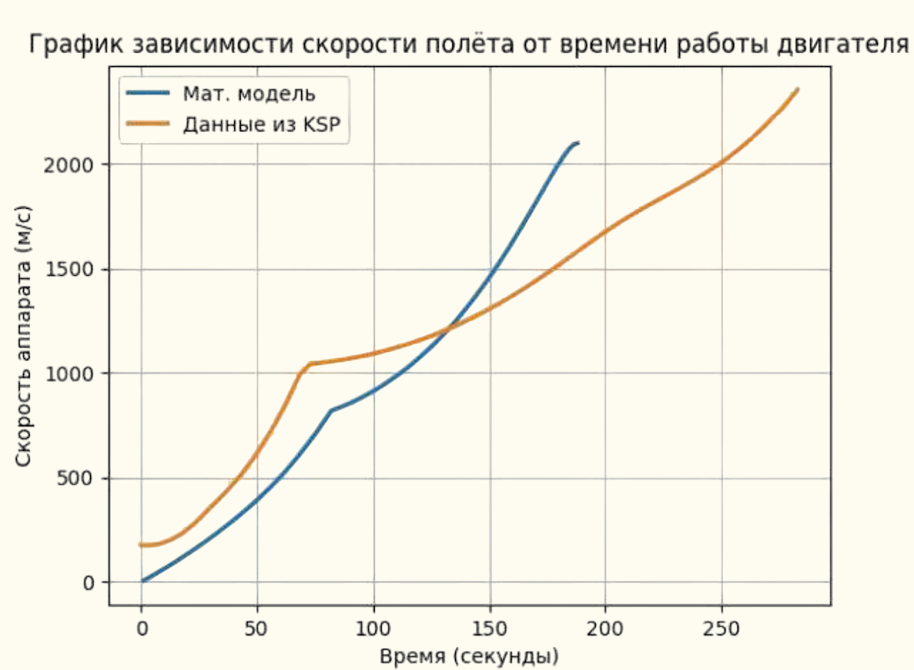 График зависимости скорости полёта от времени работы двигателя
Мат. модель
Данные из KSP
Скорость аппарата (м/с)
2000
1500
1000
500
0
0 50 100 150 200 250
Время (секунды)